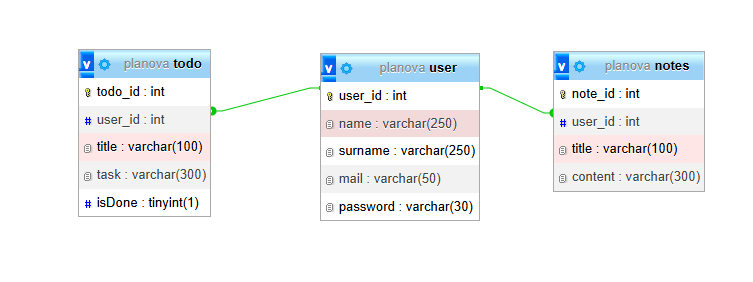 planova todo
todo_id : int
# user_id : int
title : varchar(100)
task : varchar(300)
# isDone : tinyint(1)
planova user
user_id : int
name : varchar(250)
surname : varchar(250)
mail : varchar(50)
password : varchar(30)
planova notes
note_id : int
# user_id : int
title : varchar(100)
content : varchar(300)